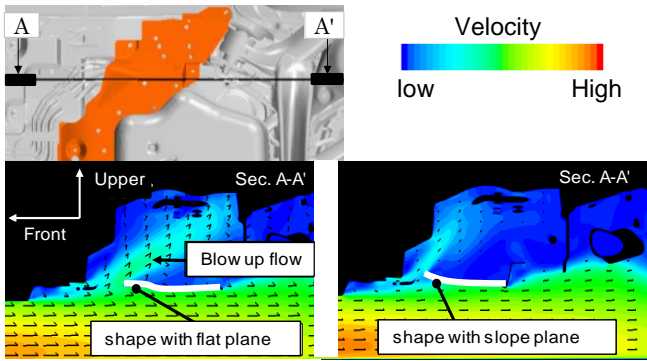 A
A'
Velocity
low
High
Upper
Sec. A-A'
Front
Blow up flow
shape with flat plane
Sec. A-A'
shape with slope plane